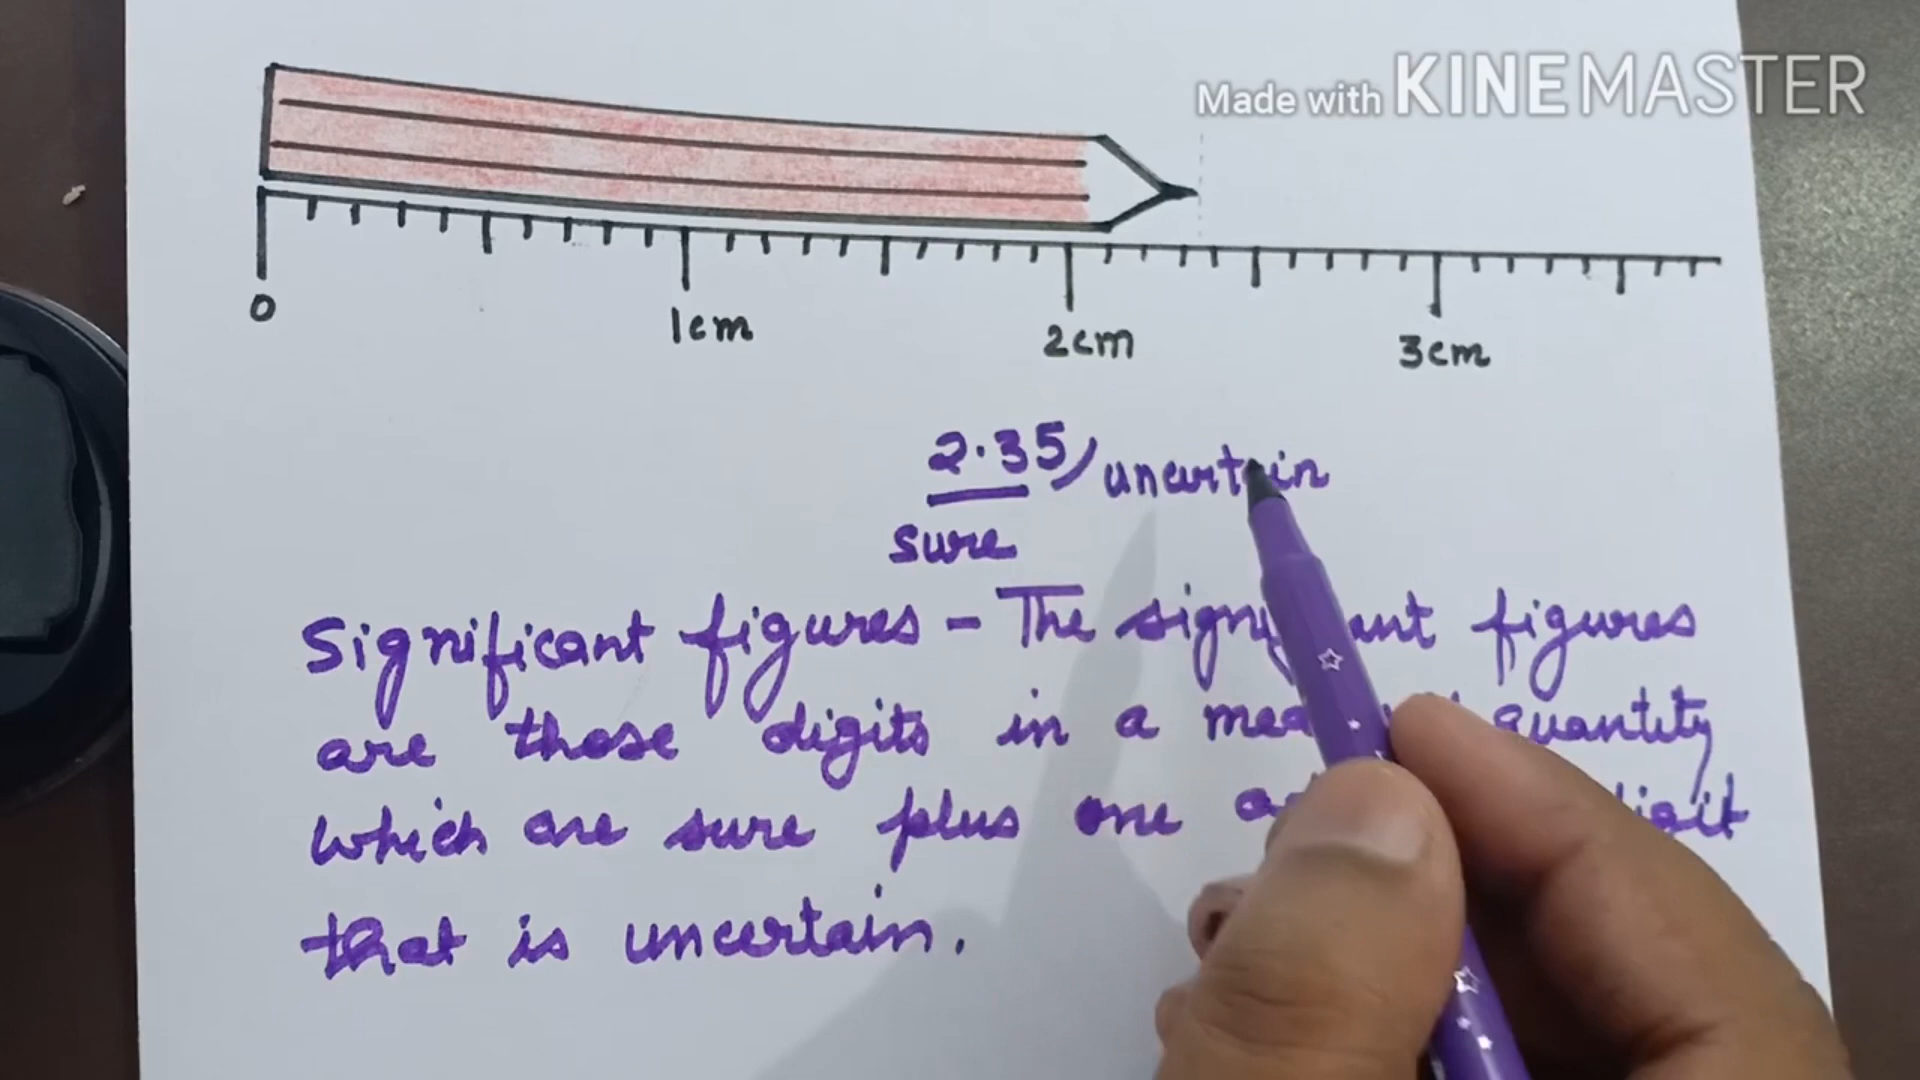 Made with KINEMASTER
0 1cm 2cm 3cm
2.35 uncertain
sure
Significant figures - The significant figures
are those digits in a quantity
which are sure plus one digit
that is uncertain.